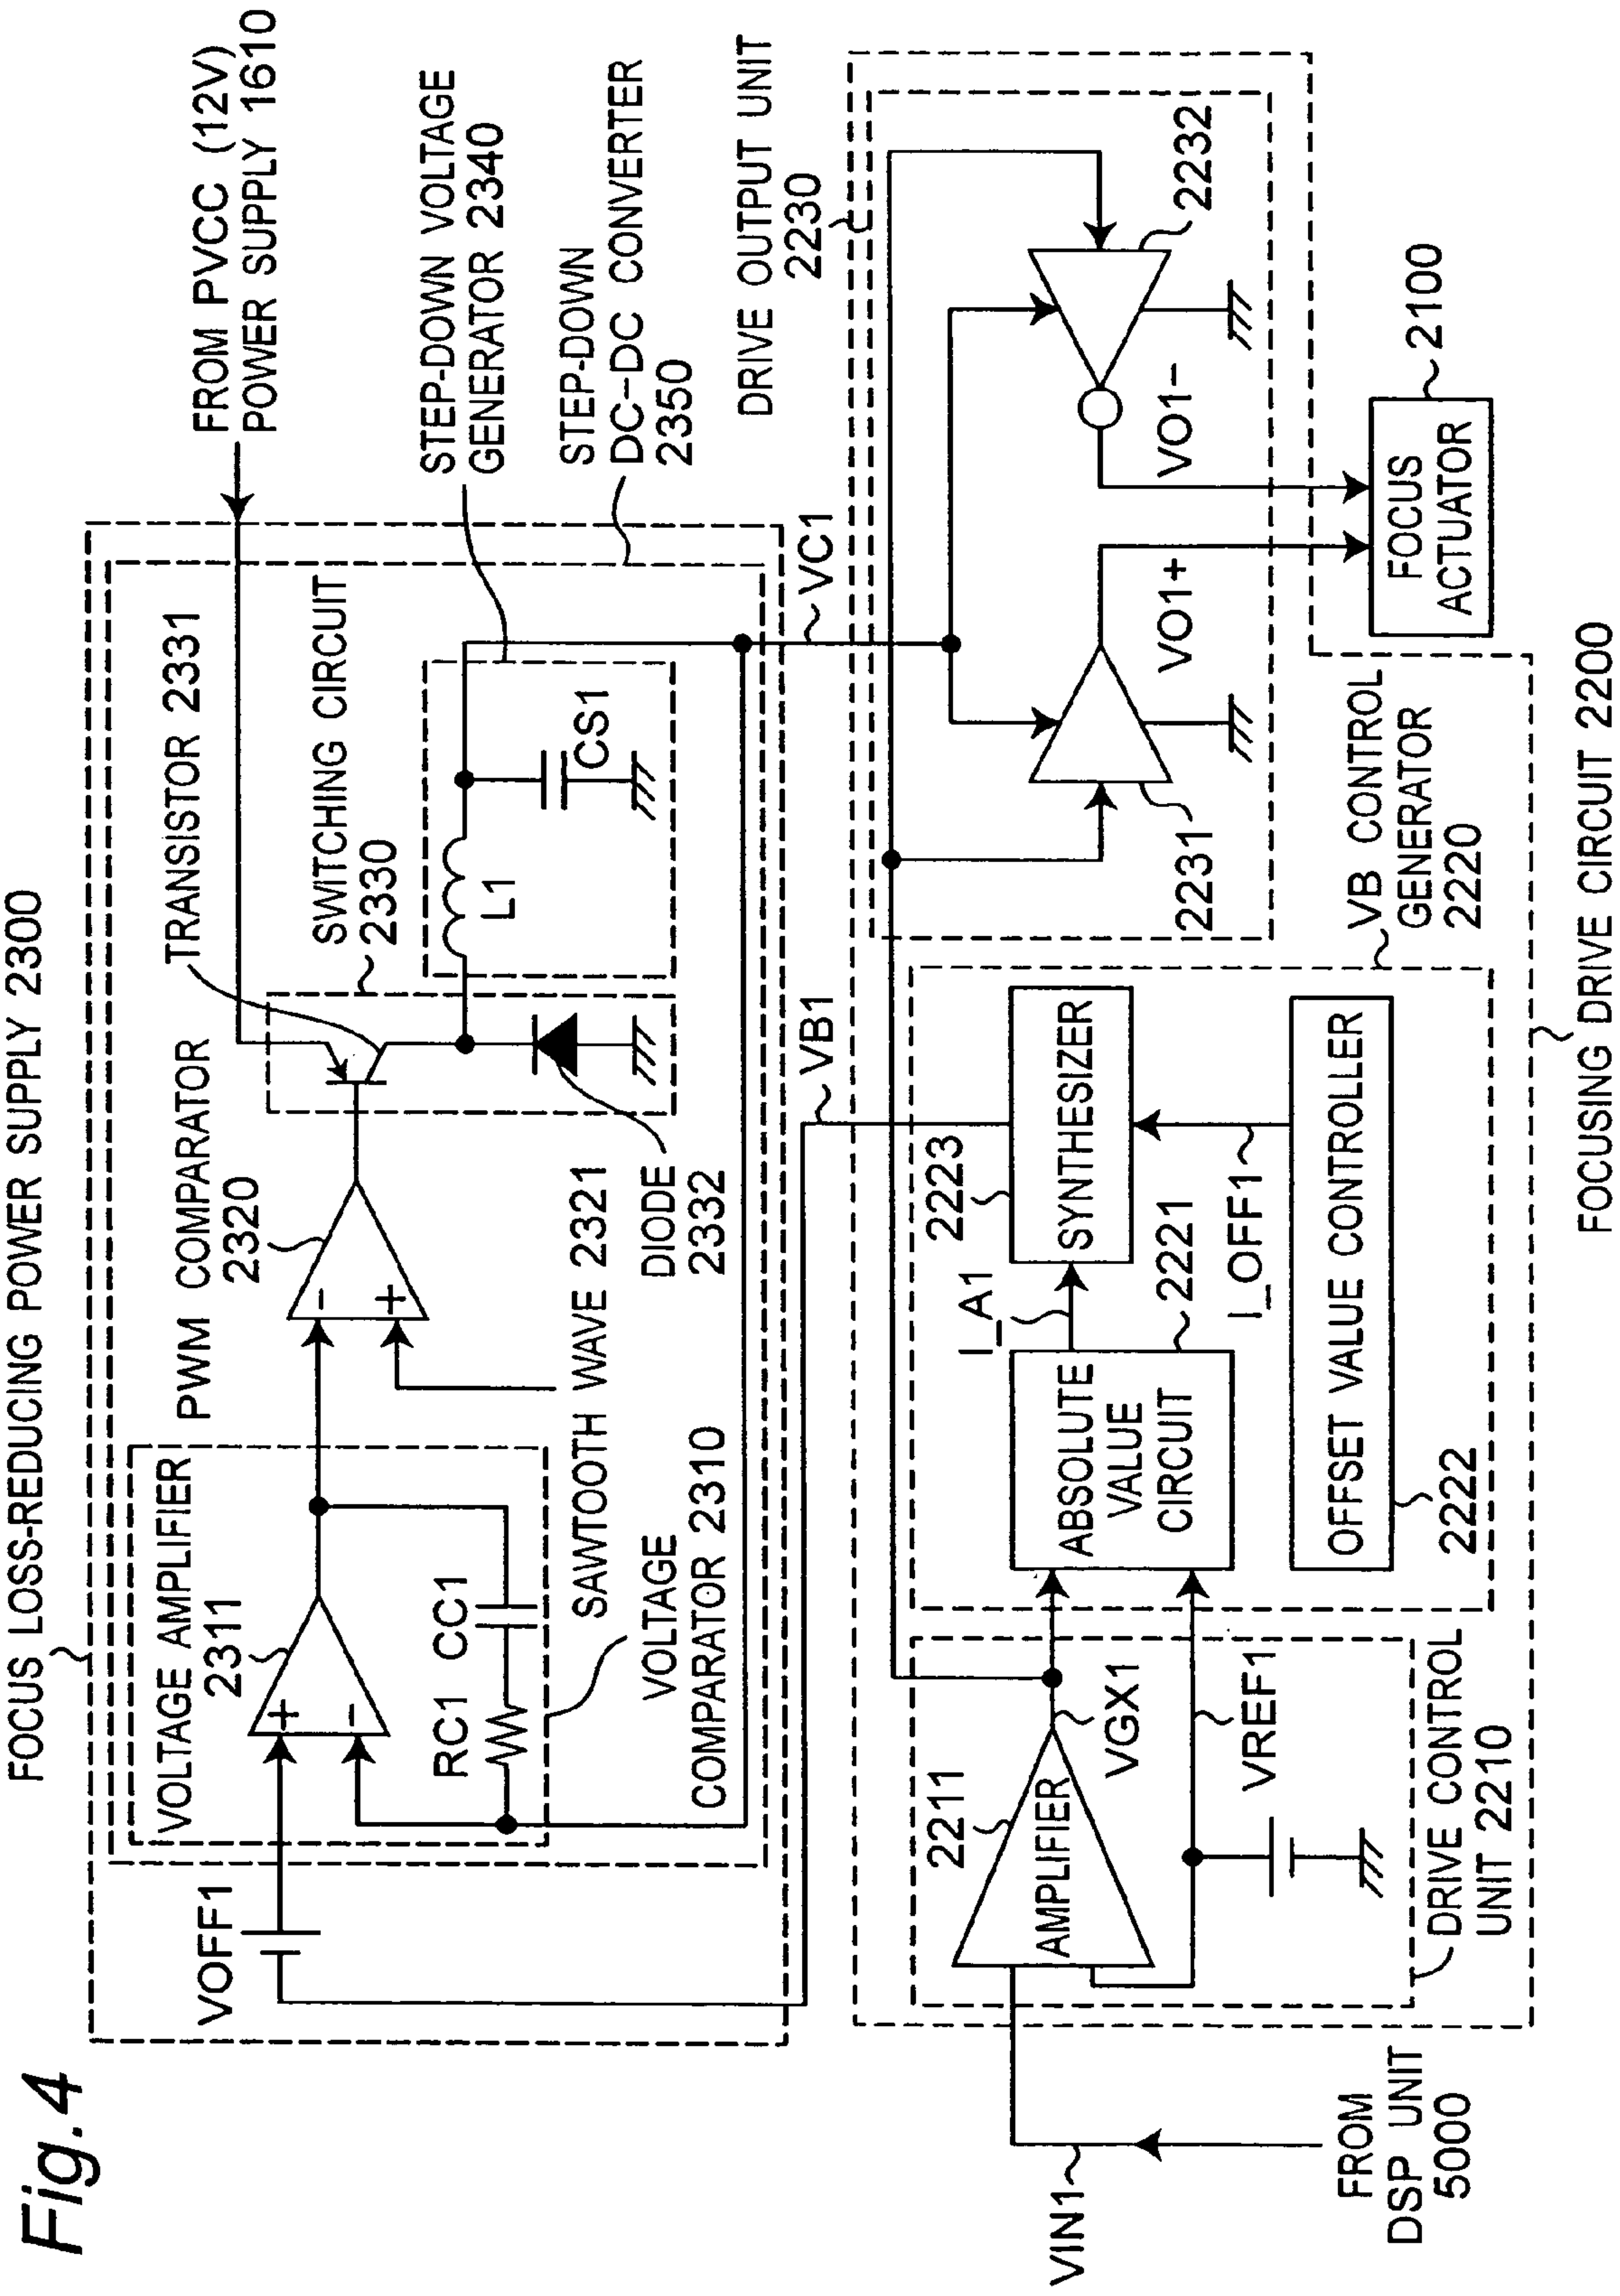 Fig.4
FOCUS LOSS-REDUCING POWER SUPPLY 2300
VOFF1
VOLTAGE AMPLIFIER
2311
+
-
RC1
CC1
VOLTAGE
COMPARATOR 2310
PWM COMPARATOR
2320
-
+
SAWTOOTH WAVE 2321
TRANSISTOR 2331
SWITCHING CIRCUIT
2330
DIODE
2332
L1
CS1
FROM PVCC (12V)
POWER SUPPLY 1610
STEP-DOWN VOLTAGE
GENERATOR 2340
STEP-DOWN
DC-DC CONVERTER
2350
VB1
VC1
DRIVE OUTPUT UNIT
2230
VIN1
FROM
DSP UNIT
5000
2211
AMPLIFIER
VGX1
VREF1
DRIVE CONTROL
UNIT 2210
ABSOLUTE
VALUE
CIRCUIT
2221
I_A1
2223
SYNTHESIZER
I_OFF1
OFFSET VALUE CONTROLLER
2222
VB CONTROL
GENERATOR
2220
2231
2232
VO1+
VO1-
FOCUS
ACTUATOR
2100
FOCUSING DRIVE CIRCUIT 2200